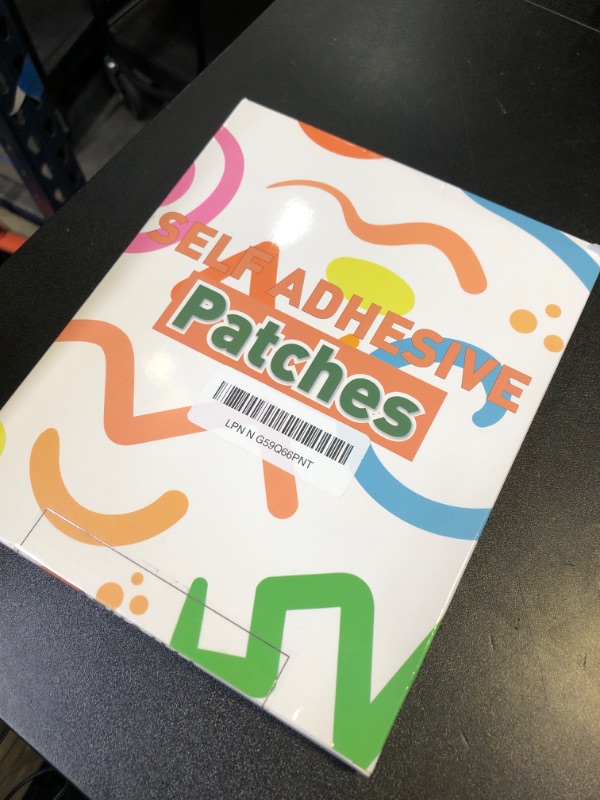 SELF ADHESIVE
Patches
LPN N G59Q66PNT